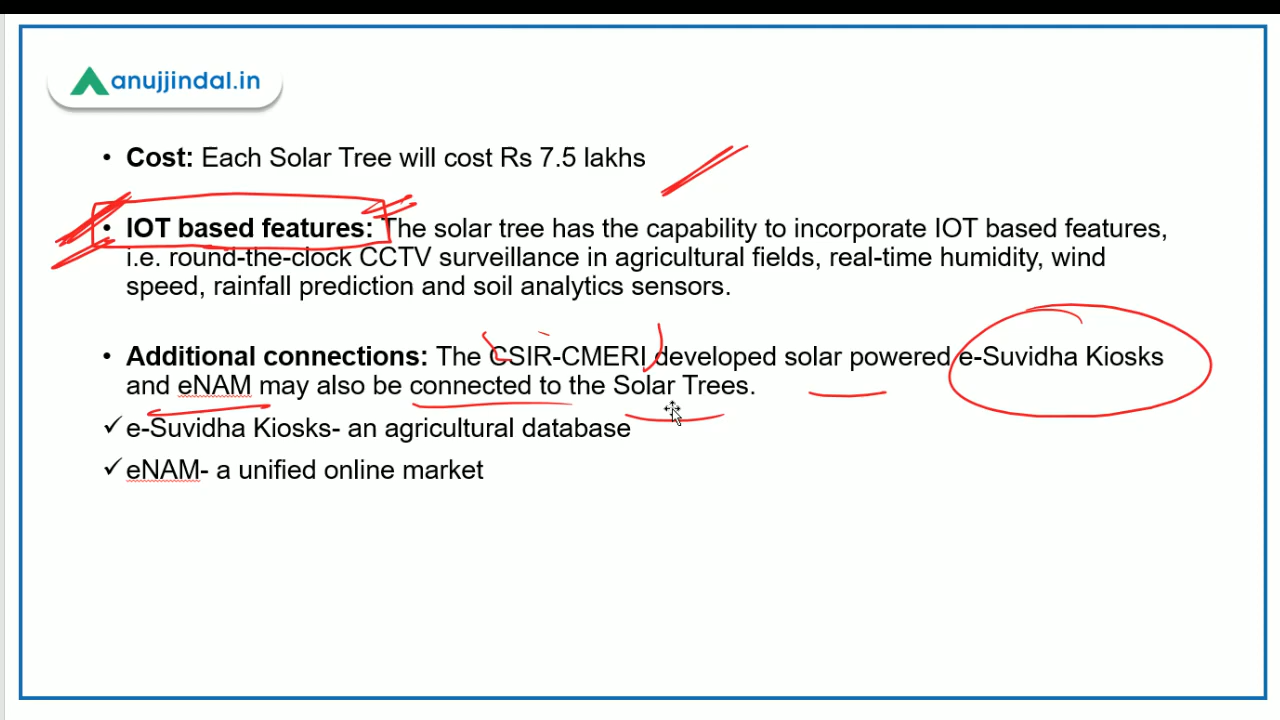 anujjindal.in
• Cost: Each Solar Tree will cost Rs 7.5 lakhs
• IOT based features: The solar tree has the capability to incorporate IOT based features,
i.e. round-the-clock CCTV surveillance in agricultural fields, real-time humidity, wind
speed, rainfall prediction and soil analytics sensors.
• Additional connections: The CSIR-CMERI developed solar powered e-Suvidha Kiosks
and eNAM may also be connected to the Solar Trees.
✓ e-Suvidha Kiosks- an agricultural database
✓ eNAM- a unified online market